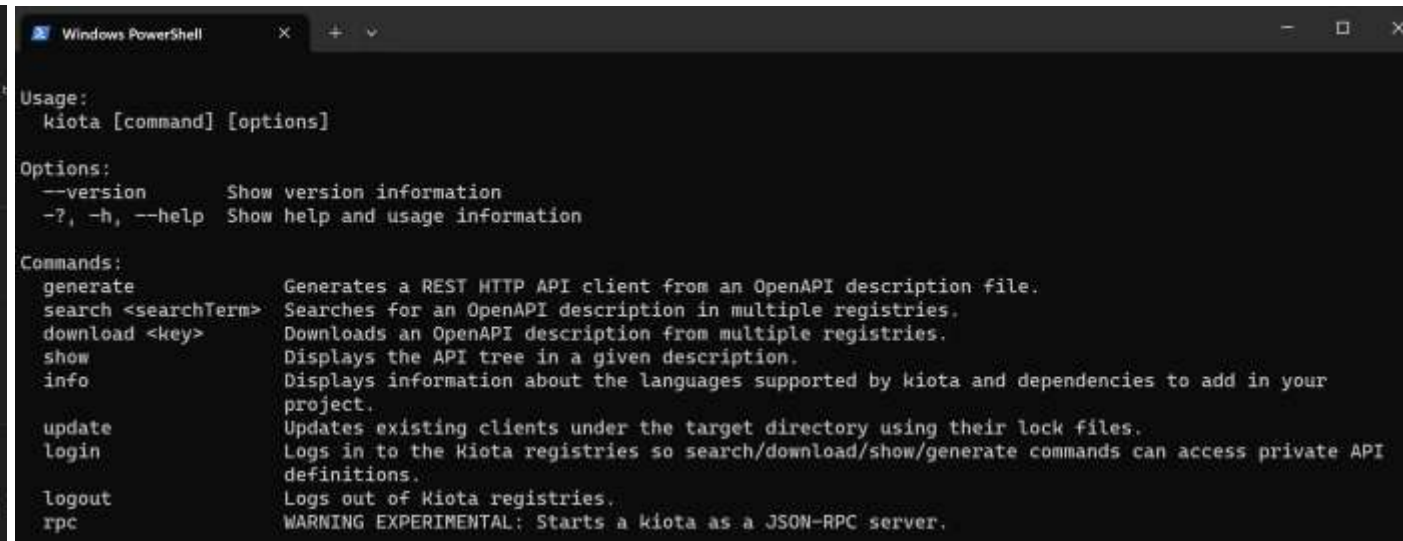 Windows PowerShell
Usage:
kiota [command] [options]
Options:
--version Show version information
-?, -h, --help Show help and usage information
Commands:
generate Generates a REST HTTP API client from an OpenAPI description file.
search <searchTerm> Searches for an OpenAPI description in multiple registries.
download <key> Downloads an OpenAPI description from multiple registries.
show Displays the API tree in a given description.
info Displays information about the languages supported by kiota and dependencies to add in your
project.
update Updates existing clients under the target directory using their lock files.
login Logs in to the Kiota registries so search/download/show/generate commands can access private API
definitions.
logout Logs out of Kiota registries.
rpc WARNING EXPERIMENTAL: Starts a kiota as a JSON-RPC server.